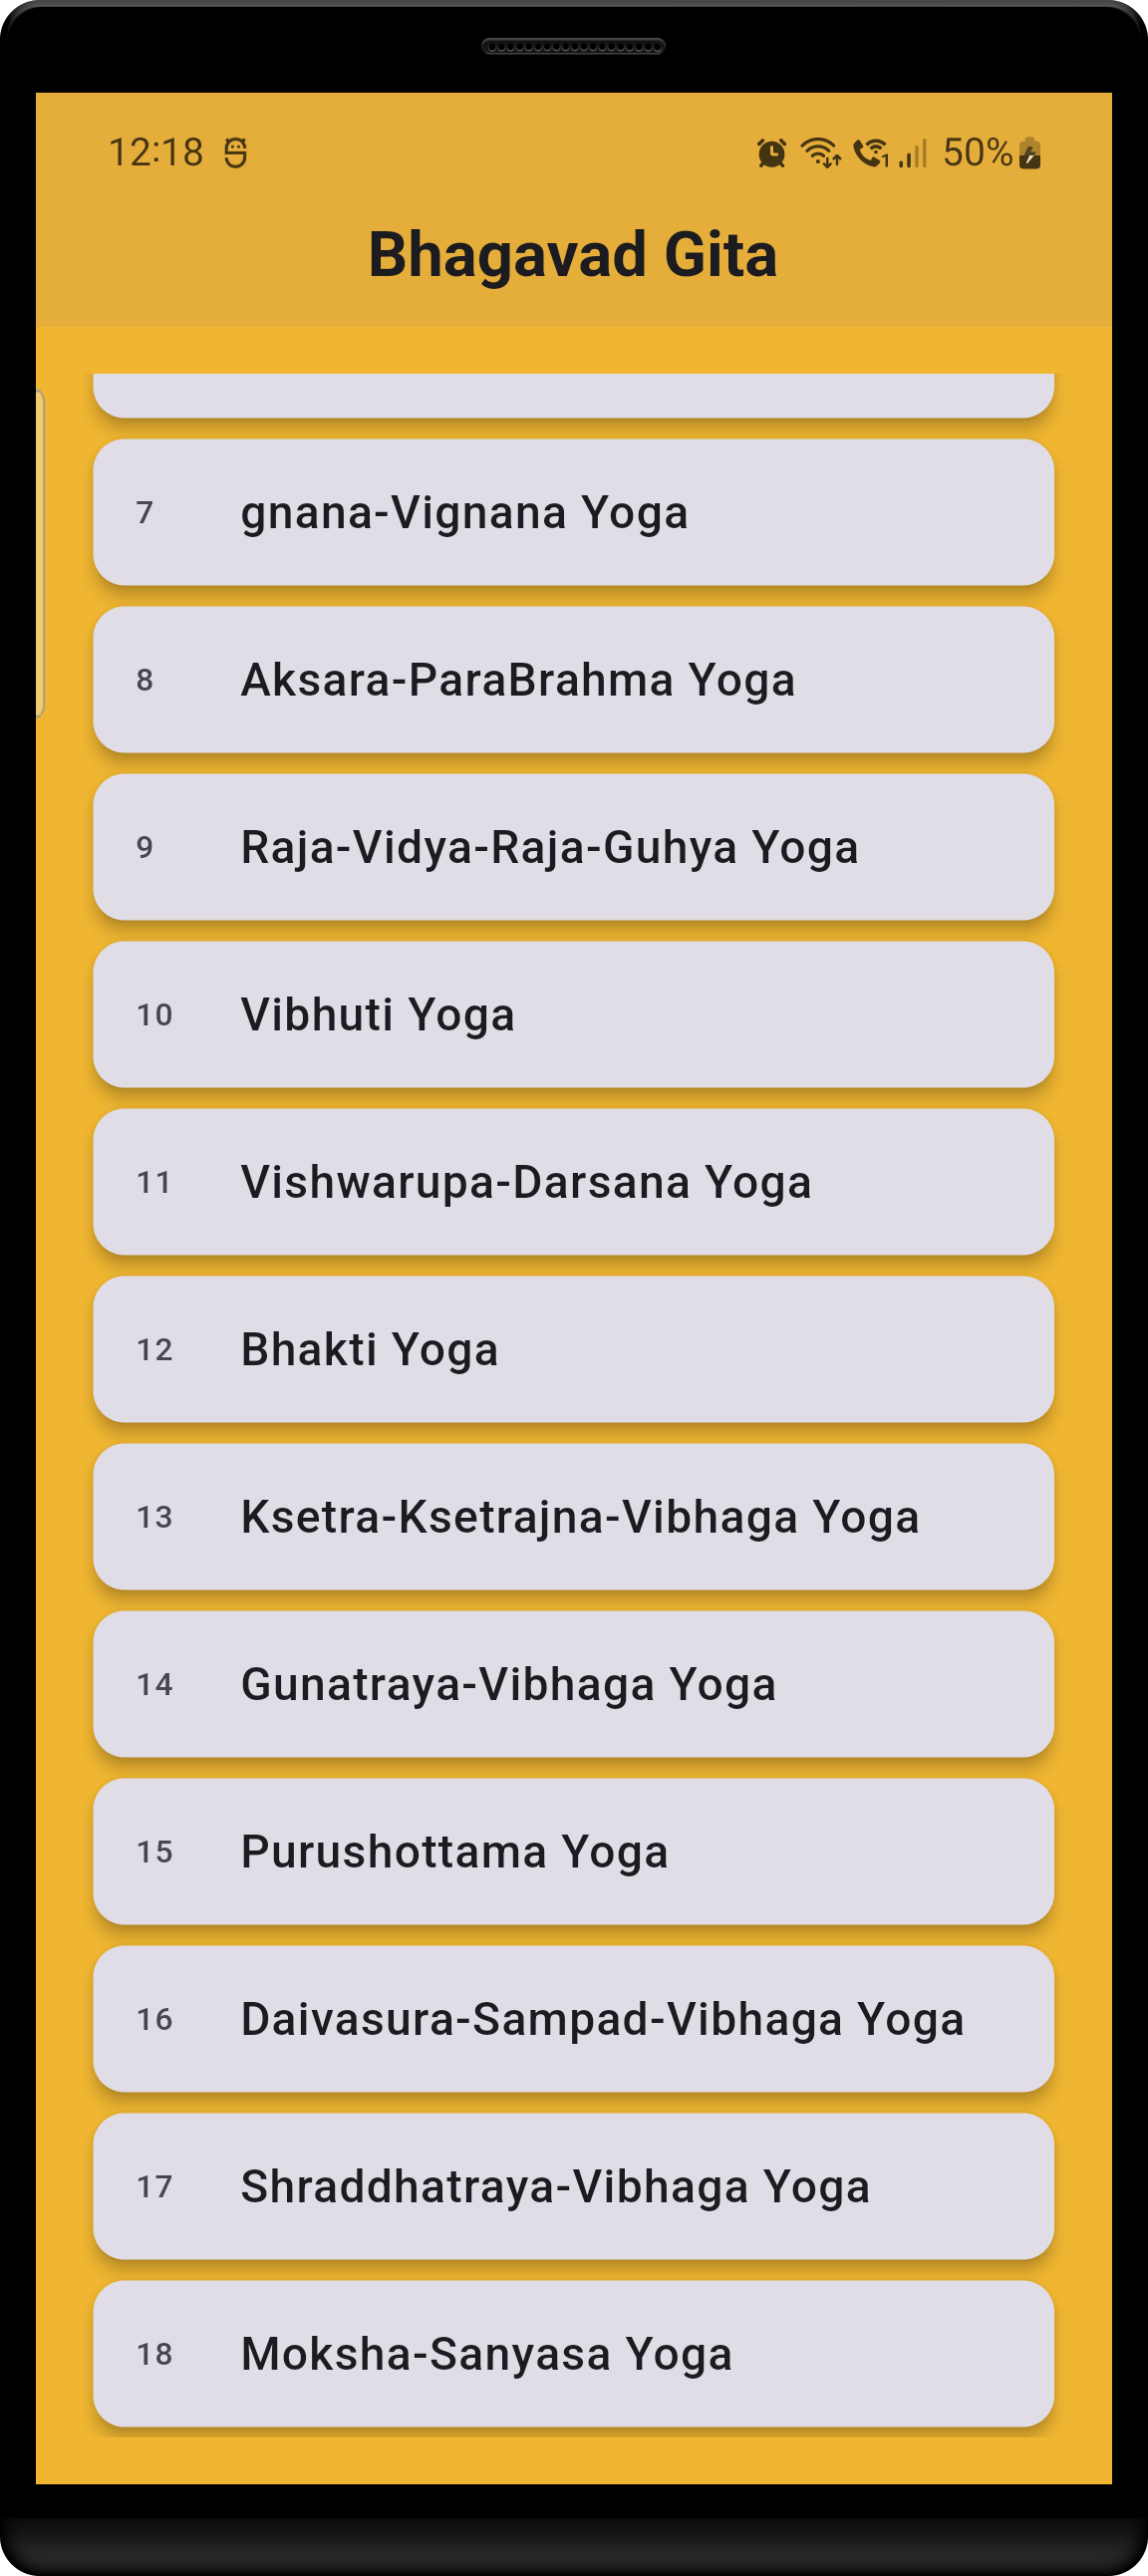 12:18 50%
Bhagavad Gita
7 gnana-Vignana Yoga
8 Aksara-ParaBrahma Yoga
9 Raja-Vidya-Raja-Guhya Yoga
10 Vibhuti Yoga
11 Vishwarupa-Darsana Yoga
12 Bhakti Yoga
13 Ksetra-Ksetrajna-Vibhaga Yoga
14 Gunatraya-Vibhaga Yoga
15 Purushottama Yoga
16 Daivasura-Sampad-Vibhaga Yoga
17 Shraddhatraya-Vibhaga Yoga
18 Moksha-Sanyasa Yoga